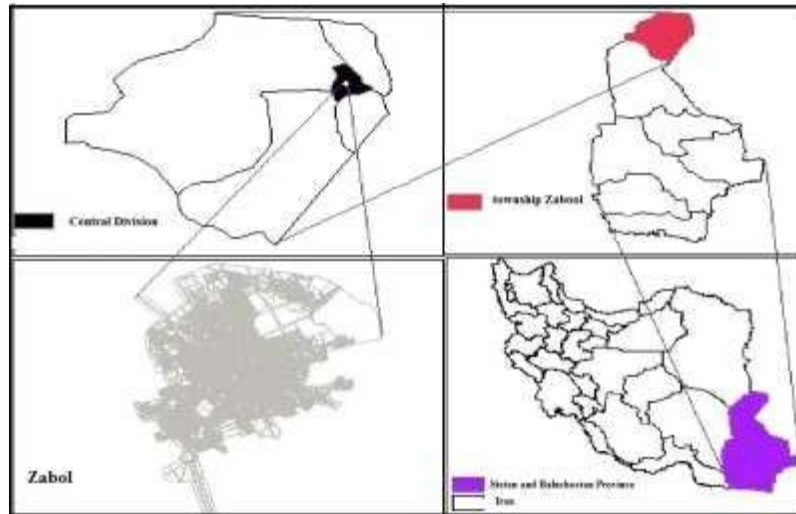 Central Division
township Zabool
Zabol
Sistan and Baluchestan Province
Iran